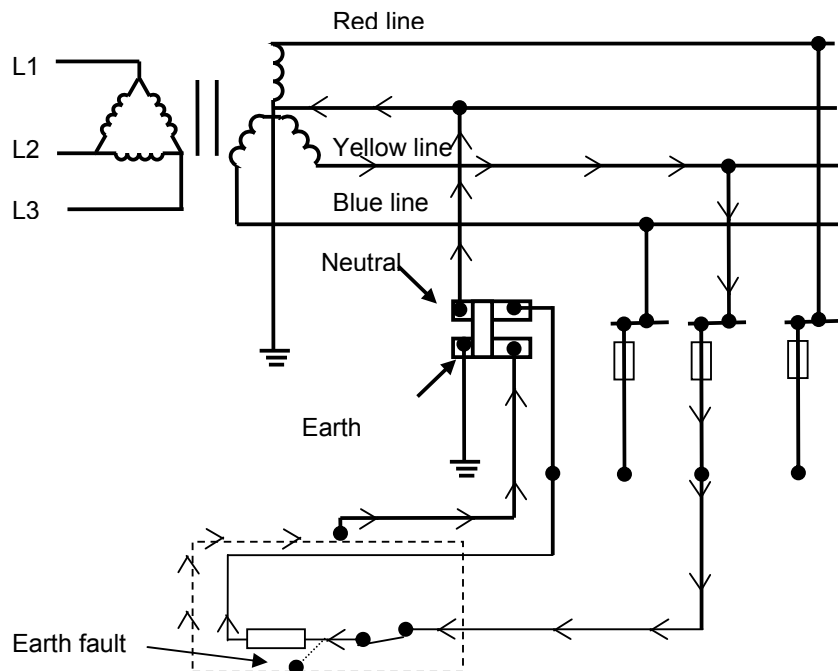 Red line
L1
L2
Yellow line
L3
Blue line
Neutral
Earth
Earth fault